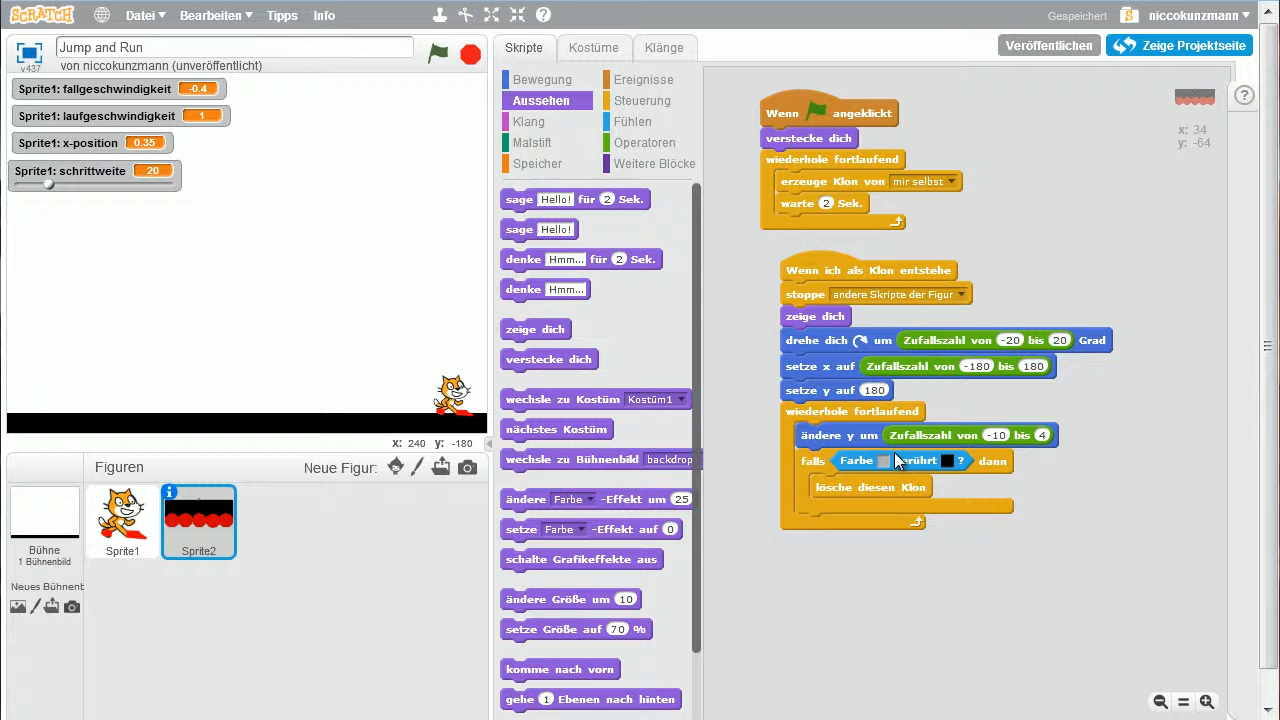 SCRATCH Datei Bearbeiten Tipps Info Gespeichert niccokunzmann
v437 Jump and Run
von niccokunzmann (unveröffentlicht)
Skripte Kostüme Klänge Veröffentlichen Zeige Projektseite
Sprite1: fallgeschwindigkeit -0.4
Sprite1: laufgeschwindigkeit 1
Sprite1: x-position 0.35
Sprite1: schrittweite 20
x: 240 y: -180
Figuren Neue Figur:
Bühne
1 Bühnenbild
Sprite1
Sprite2
Neues Bühnenb
Bewegung Ereignisse
Aussehen Steuerung
Klang Fühlen
Malstift Operatoren
Speicher Weitere Blöcke
sage Hello! für 2 Sek.
sage Hello!
denke Hmm... für 2 Sek.
denke Hmm...
zeige dich
verstecke dich
wechsle zu Kostüm Kostüm1
nächstes Kostüm
wechsle zu Bühnenbild backdrop
ändere Farbe -Effekt um 25
setze Farbe -Effekt auf 0
schalte Grafikeffekte aus
ändere Größe um 10
setze Größe auf 70 %
komme nach vorn
gehe 1 Ebenen nach hinten
Wenn angeklickt
verstecke dich
wiederhole fortlaufend
erzeuge Klon von mir selbst
warte 2 Sek.
Wenn ich als Klon entstehe
stoppe andere Skripte der Figur
zeige dich
drehe dich um Zufallszahl von -20 bis 20 Grad
setze x auf Zufallszahl von -180 bis 180
setze y auf 180
wiederhole fortlaufend
ändere y um Zufallszahl von -10 bis 4
falls Farbe ? dann
lösche diesen Klon
x: 34
y: -64